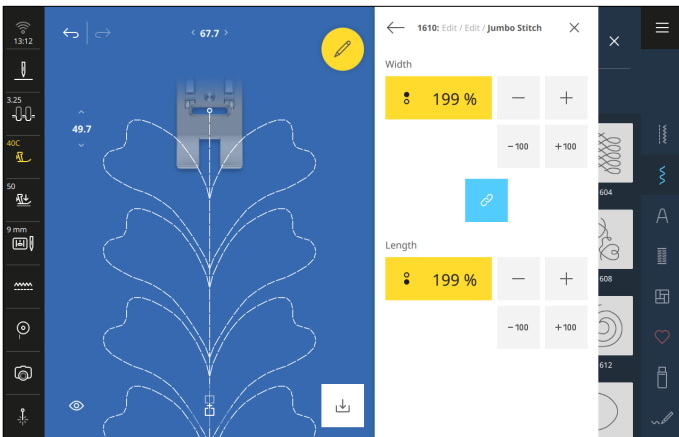 13:12
3.25
40C
50
9 mm
67.7
49.7
1610: Edit / Edit / Jumbo Stitch
Width
199 %
- 100
+ 100
Length
199 %
- 100
+ 100
604
608
612